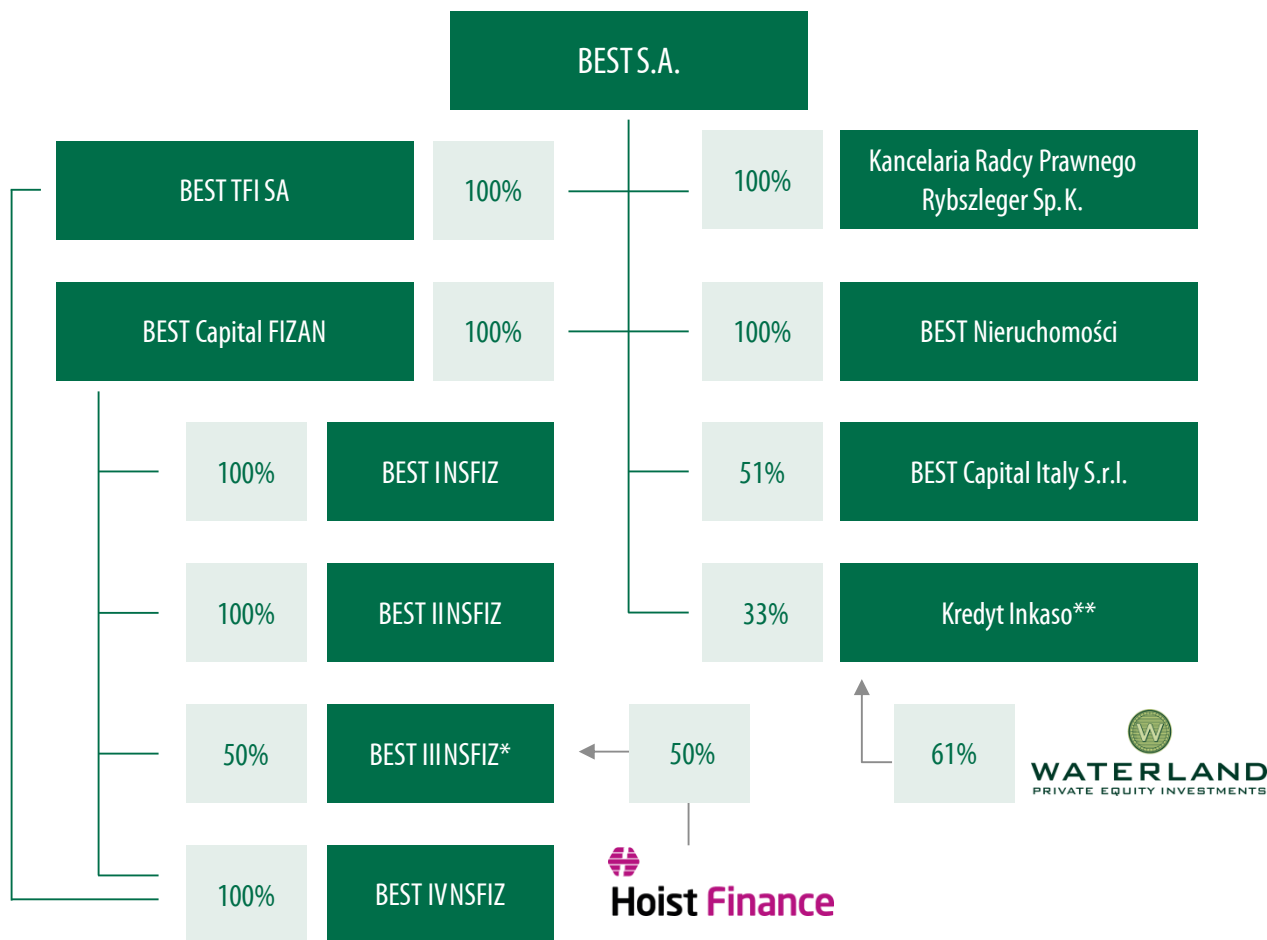 BEST S.A.
BEST TFI SA
100%
100%
Kancelaria Radcy Prawnego
Rybszleger Sp. K.
BEST Capital FIZAN
100%
100%
BEST Nieruchomości
100%
BEST I NSFIZ
51%
BEST Capital Italy S.r.l.
100%
BEST II NSFIZ
33%
Kredyt Inkaso**
50%
BEST III NSFIZ*
50%
61%
W
WATERLAND
PRIVATE EQUITY INVESTMENTS
100%
BEST IV NSFIZ
Hoist Finance